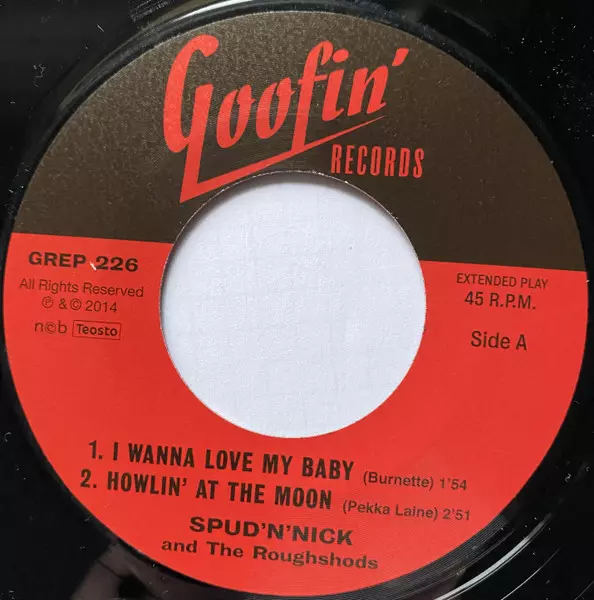 Goofin'
RECORDS
GREP 226
All Rights Reserved
℗ & © 2014
n©b Teosto
EXTENDED PLAY
45 R.P.M.
Side A
1. I WANNA LOVE MY BABY (Burnette) 1'54
2. HOWLIN' AT THE MOON (Pekka Laine) 2'51
SPUD'N'NICK
and The Roughshods